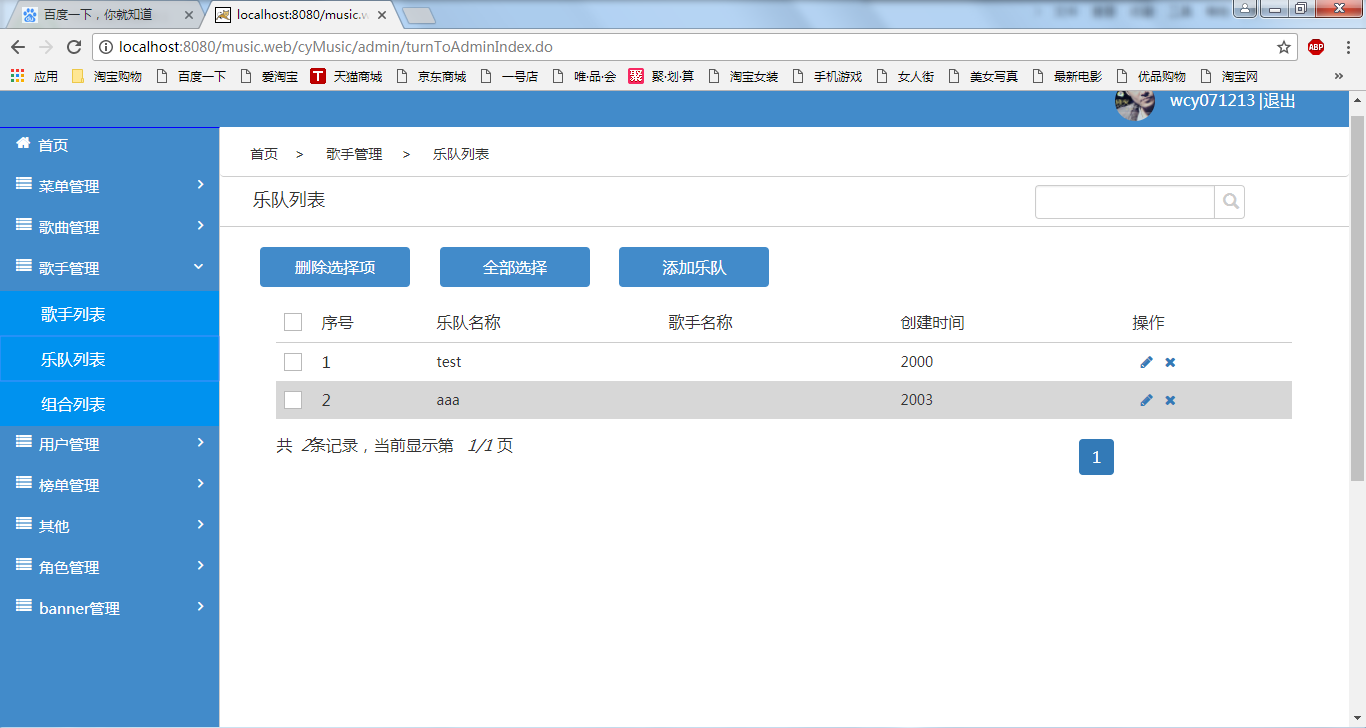 百度一下，你就知道
localhost:8080/music.w
localhost:8080/music.web/cyMusic/admin/turnToAdminIndex.do
ABP
应用 淘宝购物 百度一下 爱淘宝 T 天猫商城 京东商城 一号店 唯·品·会 聚 聚·划·算 淘宝女装 手机游戏 女人街 美女写真 最新电影 优品购物 淘宝网 »
wcy071213 |退出
首页
菜单管理
歌曲管理
歌手管理
歌手列表
乐队列表
组合列表
用户管理
榜单管理
其他
角色管理
banner管理
首页 > 歌手管理 > 乐队列表
乐队列表
删除选择项 全部选择 添加乐队
序号 乐队名称 歌手名称 创建时间 操作
1 test 2000
2 aaa 2003
共 2条记录，当前显示第 1/1 页
1